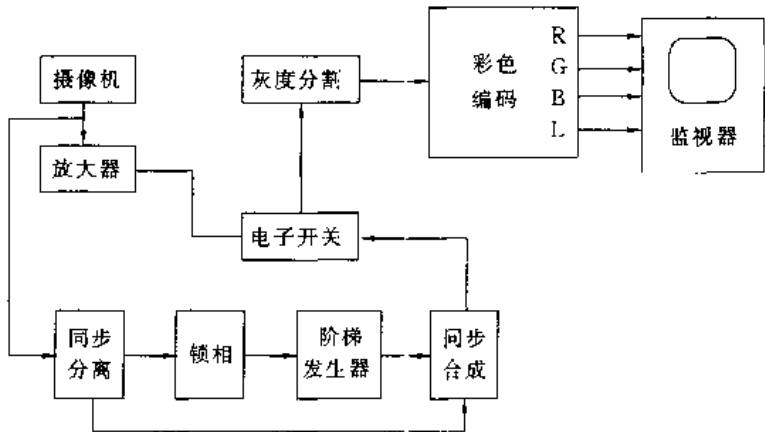 摄像机
灰度分割
彩色
编码
R
G
B
L
监视器
放大器
电子开关
同步
分离
锁相
阶梯
发生器
同步
台成